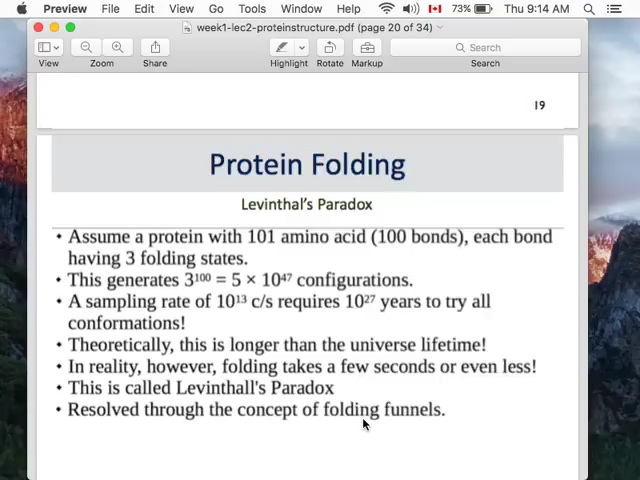 Preview File Edit View Go Tools Window Help 73% Thu 9:14 AM
week1-lec2-proteinstructure.pdf (page 20 of 34)
Search
View Zoom Share Highlight Rotate Markup Search
19
Protein Folding
Levinthal's Paradox
• Assume a protein with 101 amino acid (100 bonds), each bond
having 3 folding states.
• This generates 3¹⁰⁰ = 5 × 10⁴⁷ configurations.
• A sampling rate of 10¹³ c/s requires 10²⁷ years to try all
conformations!
• Theoretically, this is longer than the universe lifetime!
• In reality, however, folding takes a few seconds or even less!
• This is called Levinthall's Paradox
• Resolved through the concept of folding funnels.